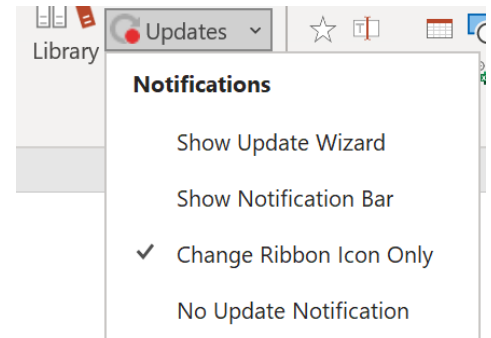 Updates
Library
Notifications
Show Update Wizard
Show Notification Bar
Change Ribbon Icon Only
No Update Notification